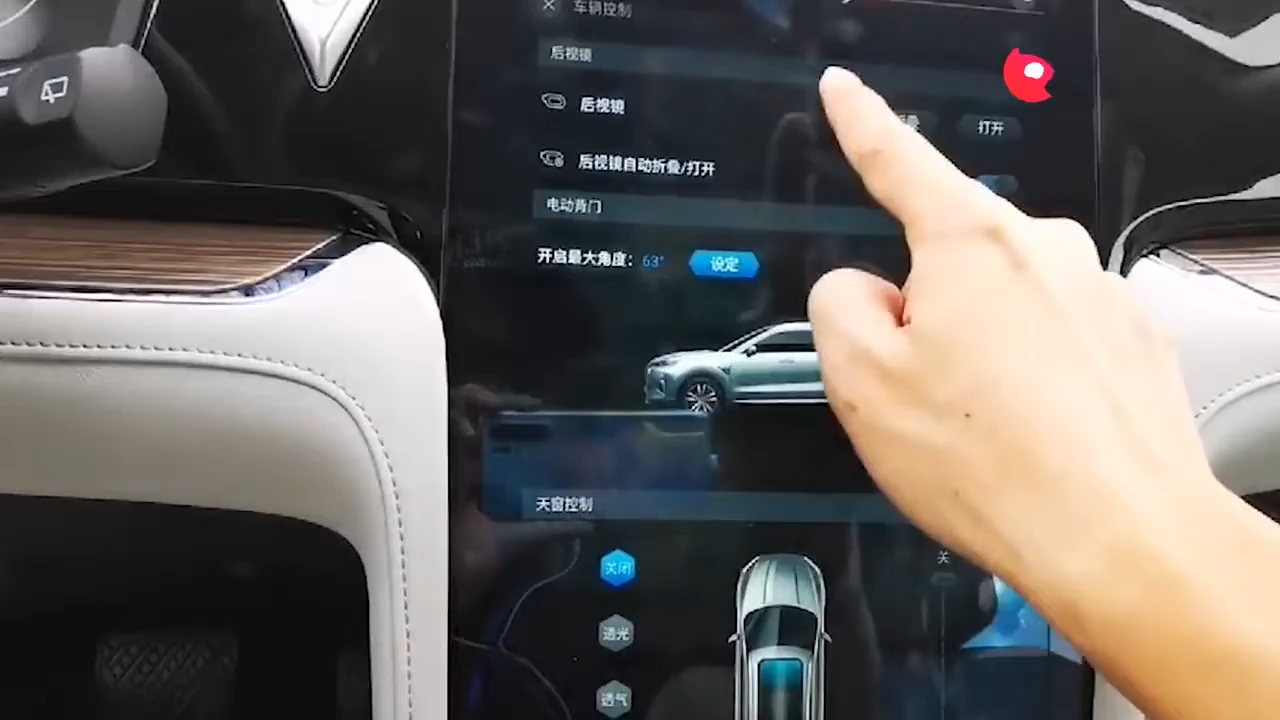 车辆控制
后视镜
后视镜
打开
后视镜自动折叠/打开
电动背门
开启最大角度：63° 设定
天窗控制
关闭
关
透光
透气